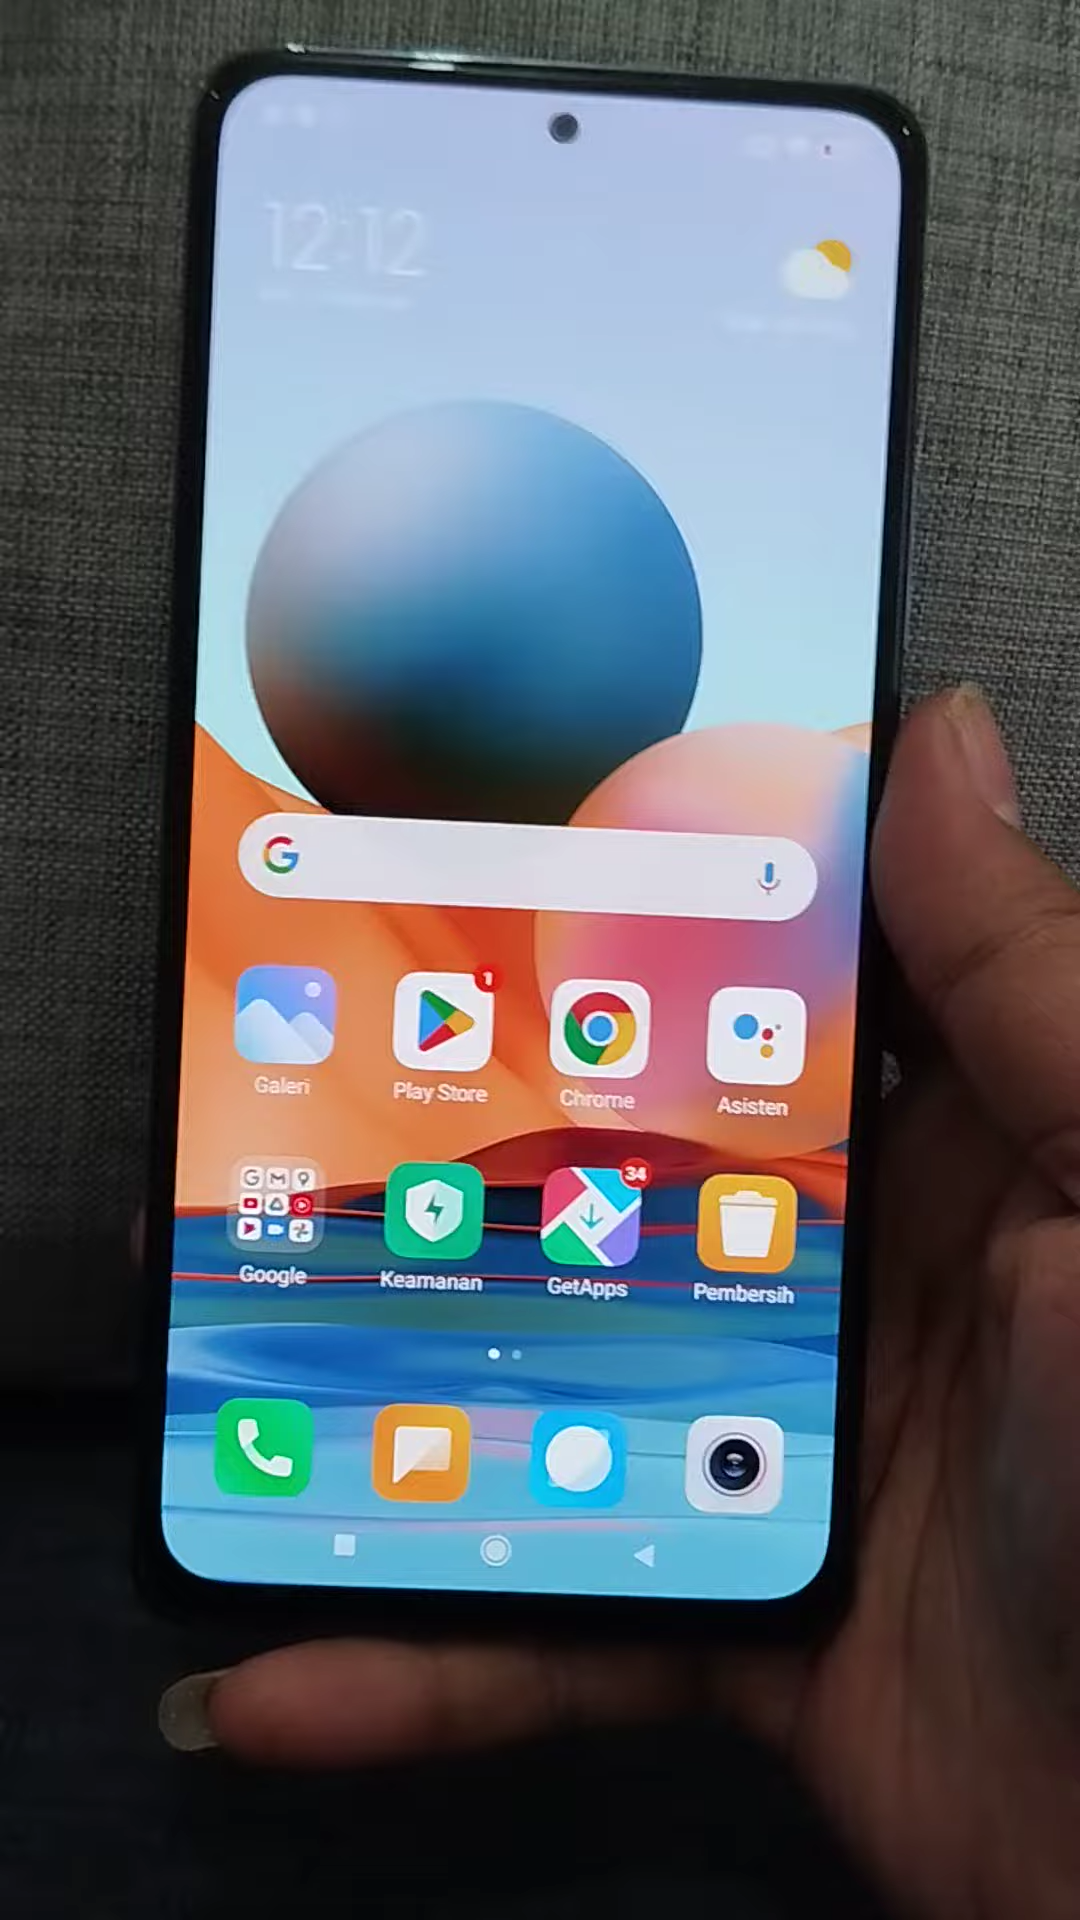 12:12
G
1
Galeri
Play Store
Chrome
Asisten
34
Google
Keamanan
GetApps
Pembersih